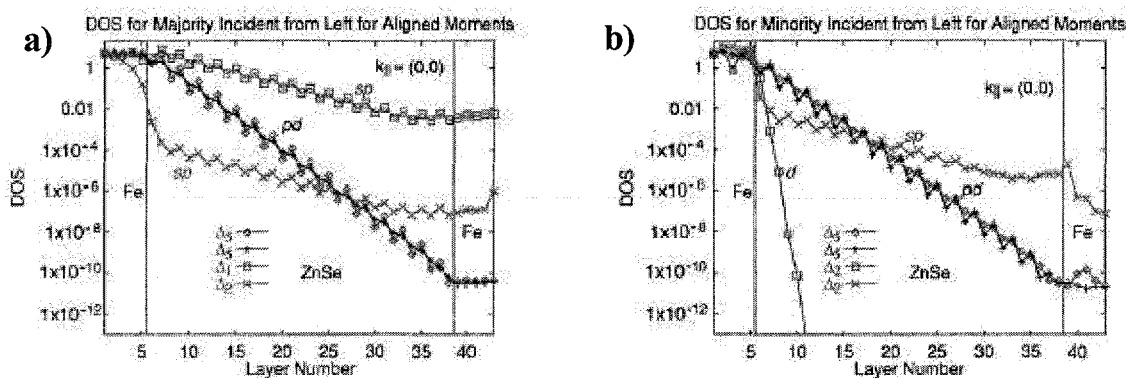 DOS for Majority Incident from Left for Aligned Moments
a)
1
0.01
1x10⁻⁴
1x10⁻⁶
1x10⁻⁸
1x10⁻¹⁰
1x10⁻¹²
DOS
k∥ = (0,0)
sp
pd
sp
Fe
Fe
ZnSe
Δ₅
Δ₅
Δ₁
Δ₂
5 10 15 20 25 30 35 40
Layer Number
DOS for Minority Incident from Left for Aligned Moments
b)
1
0.01
1x10⁻⁴
1x10⁻⁶
1x10⁻⁸
1x10⁻¹⁰
1x10⁻¹²
DOS
k∥ = (0,0)
sp
d
pd
Fe
Fe
ZnSe
Δ₅
Δ₅
Δ₂
5 10 15 20 25 30 35 40
Layer Number